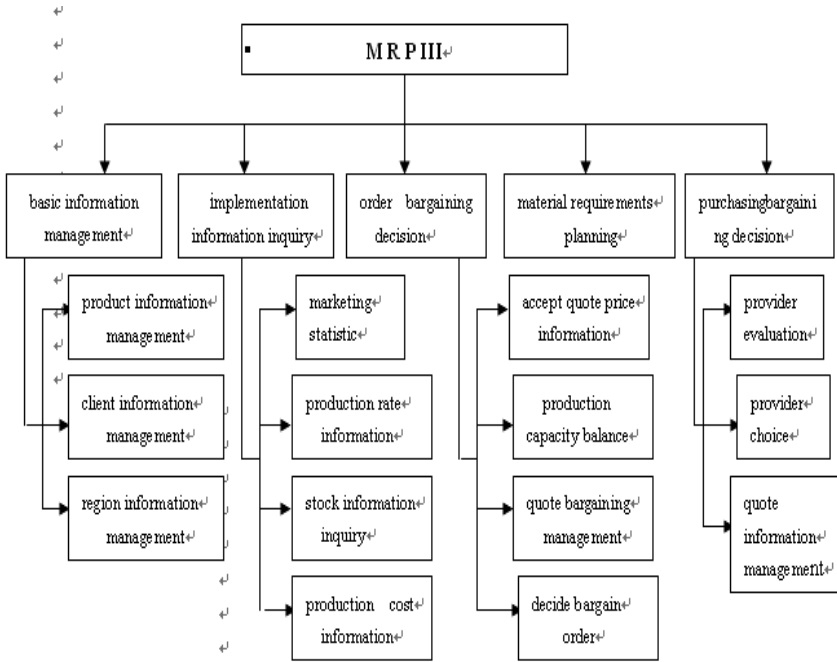 MRPIII
basic information
management
implementation
information inquiry
order bargaining
decision
material requirements
planning
purchasingbargaini
ng decision
product information
management
client information
management
region information
management
marketing
statistic
production rate
information
stock information
inquiry
production cost
information
accept quote price
information
production
capacity balance
quote bargaining
management
decide bargain
order
provider
evaluation
provider
choice
quote
information
management